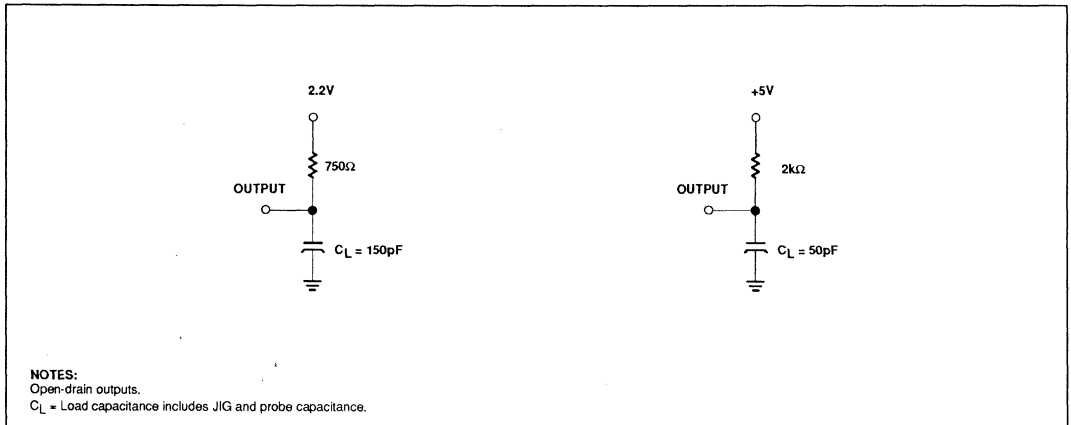 2.2V
750Ω
OUTPUT
C_L = 150pF
+5V
2kΩ
OUTPUT
C_L = 50pF
NOTES:
Open-drain outputs.
C_L = Load capacitance includes JIG and probe capacitance.